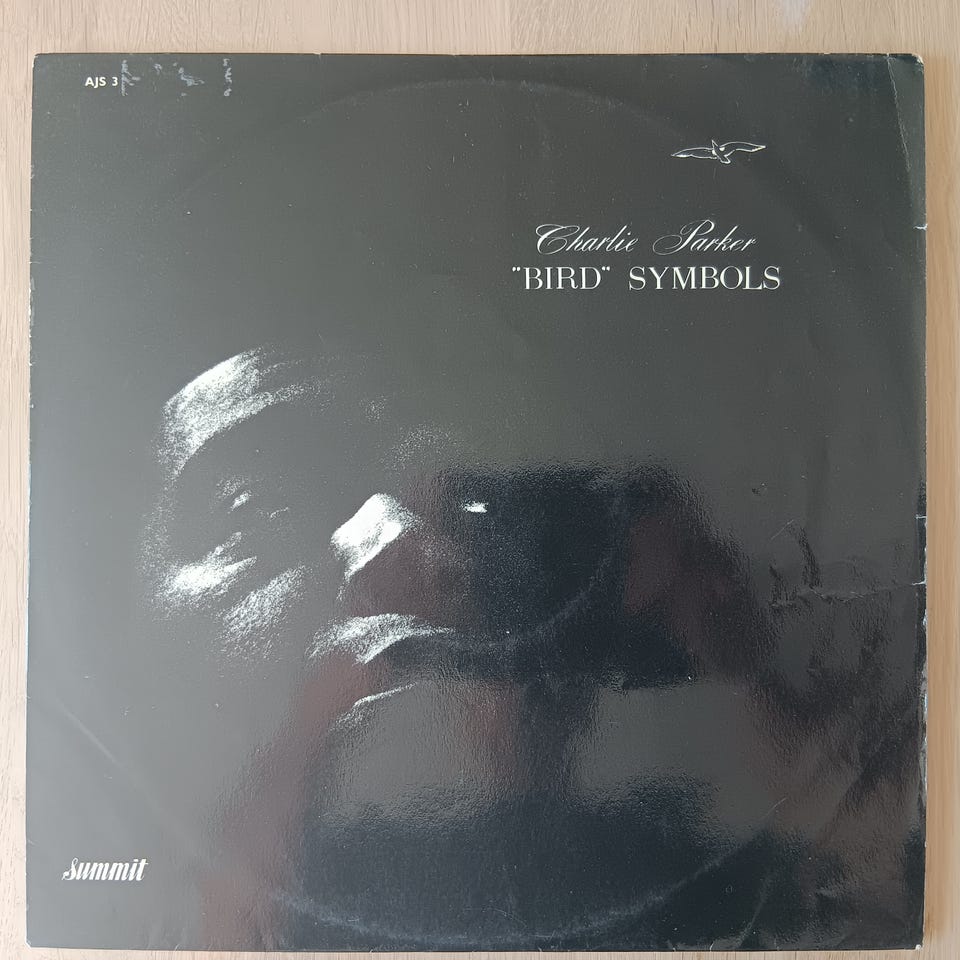 AJS 3
Charlie Parker
"BIRD" SYMBOLS
summit